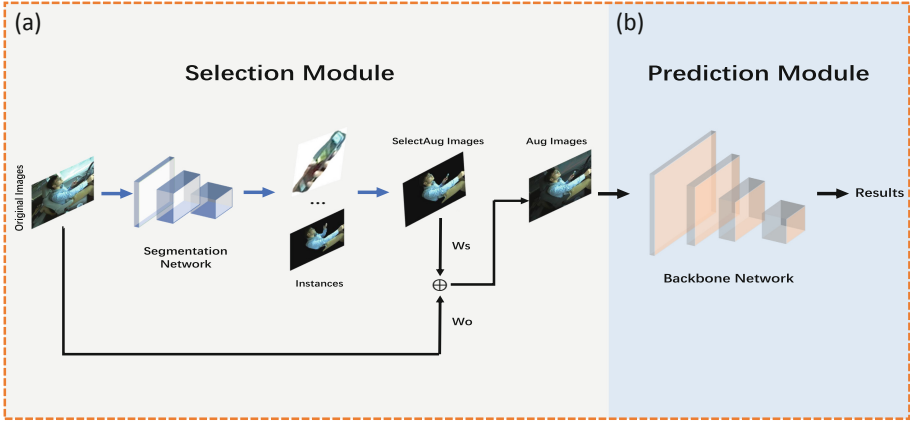 (a)
Selection Module
Original Images
Segmentation
Network
...
Instances
SelectAug Images
Ws
⊕
Wo
Aug Images
(b)
Prediction Module
Backbone Network
Results